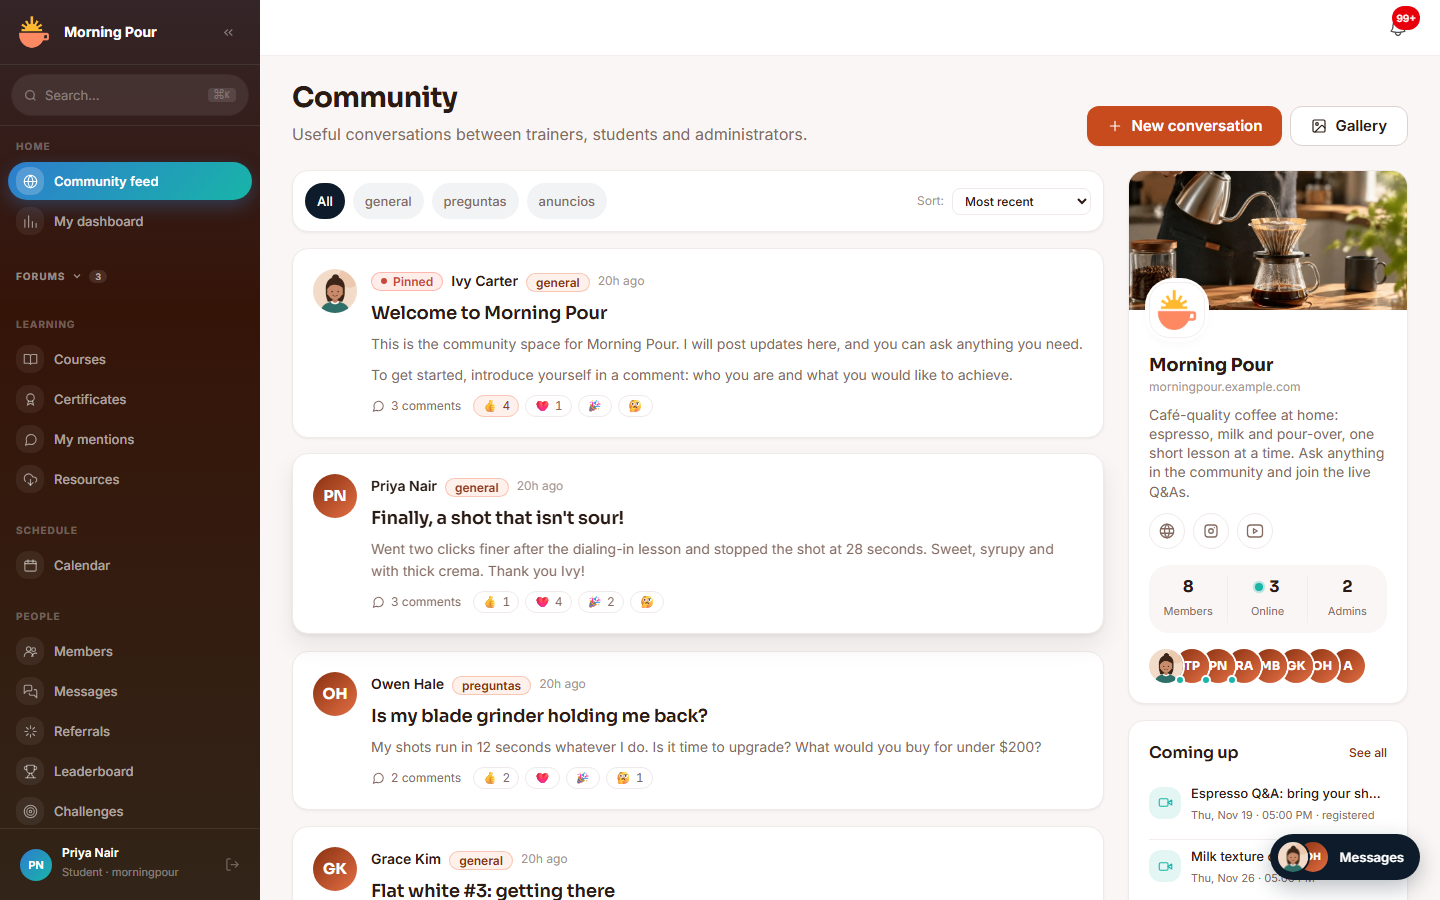 Morning Pour
Search...
⌘K
HOME
Community feed
My dashboard
FORUMS 3
LEARNING
Courses
Certificates
My mentions
Resources
SCHEDULE
Calendar
PEOPLE
Members
Messages
Referrals
Leaderboard
Challenges
PN
Priya Nair
Student · morningpour
99+
Community
Useful conversations between trainers, students and administrators.
+ New conversation
Gallery
All general preguntas anuncios
Sort: Most recent
Pinned Ivy Carter general 20h ago
Welcome to Morning Pour
This is the community space for Morning Pour. I will post updates here, and you can ask anything you need.
To get started, introduce yourself in a comment: who you are and what you would like to achieve.
3 comments 👍 4 ❤️ 1 🎉 🤔
PN
Priya Nair general 20h ago
Finally, a shot that isn't sour!
Went two clicks finer after the dialing-in lesson and stopped the shot at 28 seconds. Sweet, syrupy and
with thick crema. Thank you Ivy!
3 comments 👍 1 ❤️ 4 🎉 2 🤔
OH
Owen Hale preguntas 20h ago
Is my blade grinder holding me back?
My shots run in 12 seconds whatever I do. Is it time to upgrade? What would you buy for under $200?
2 comments 👍 2 ❤️ 🎉 🤔 1
GK
Grace Kim general 20h ago
Flat white #3: getting there
Morning Pour
morningpour.example.com
Café-quality coffee at home:
espresso, milk and pour-over, one
short lesson at a time. Ask anything
in the community and join the live
Q&As.
8 3 2
Members Online Admins
TP PN RA MB GK OH A
Coming up See all
Espresso Q&A: bring your sh...
Thu, Nov 19 · 05:00 PM · registered
Milk texture
Thu, Nov 26 · 05:
OH Messages